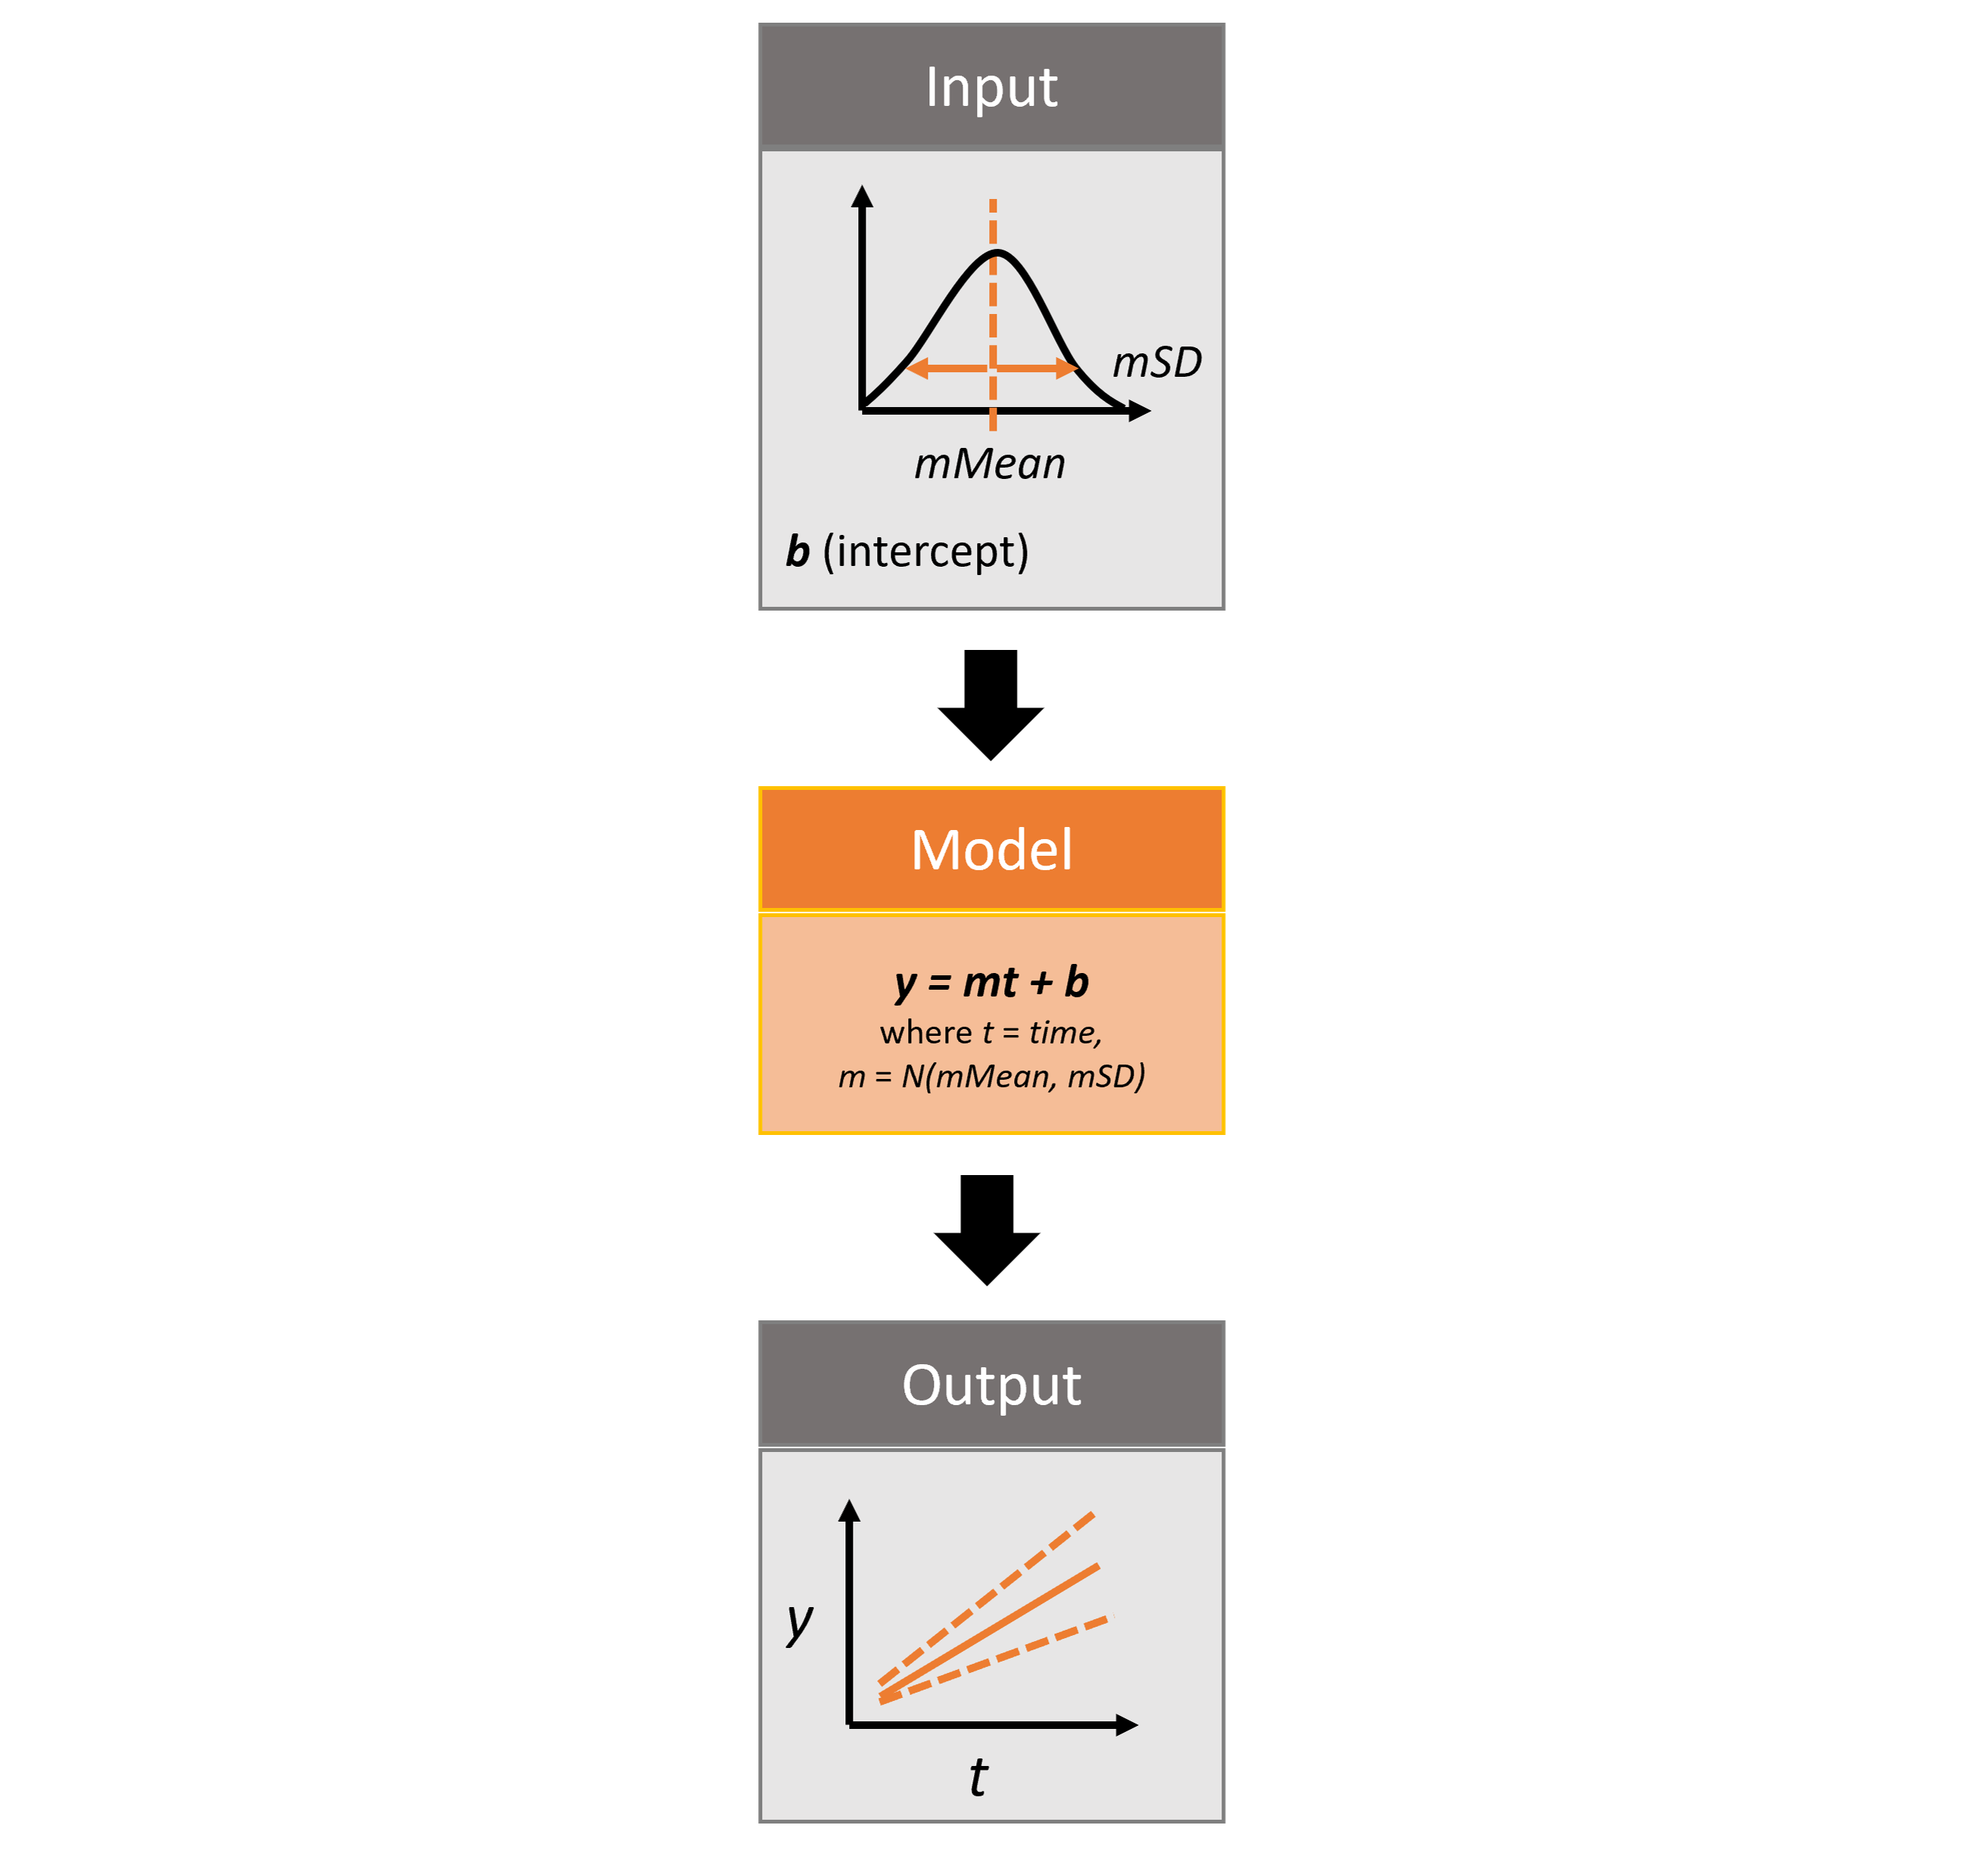 Input
mSD
mMean
b (intercept)
Model
y = mt + b
where t = time,
m = N(mMean, mSD)
Output
y
t